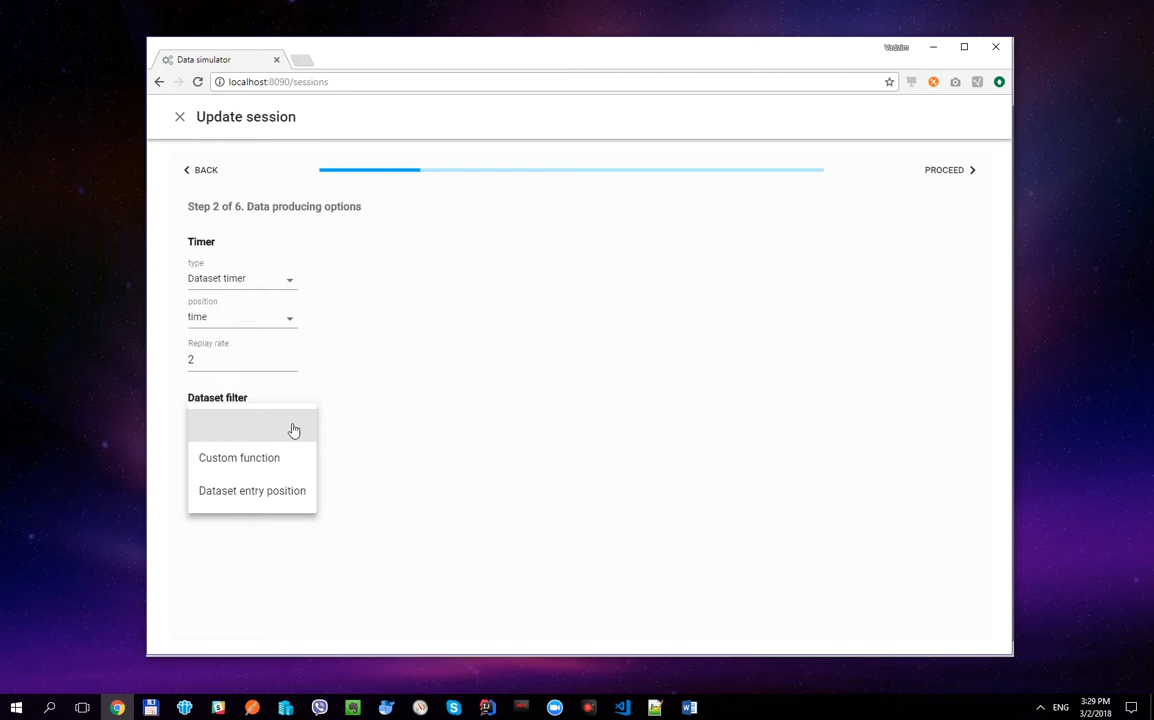 Vadzim
Data simulator
localhost:8090/sessions
Update session
BACK
PROCEED
Step 2 of 6. Data producing options
Timer
type
Dataset timer
position
time
Replay rate
2
Dataset filter
Custom function
Dataset entry position
ENG
3:29 PM
3/2/2018